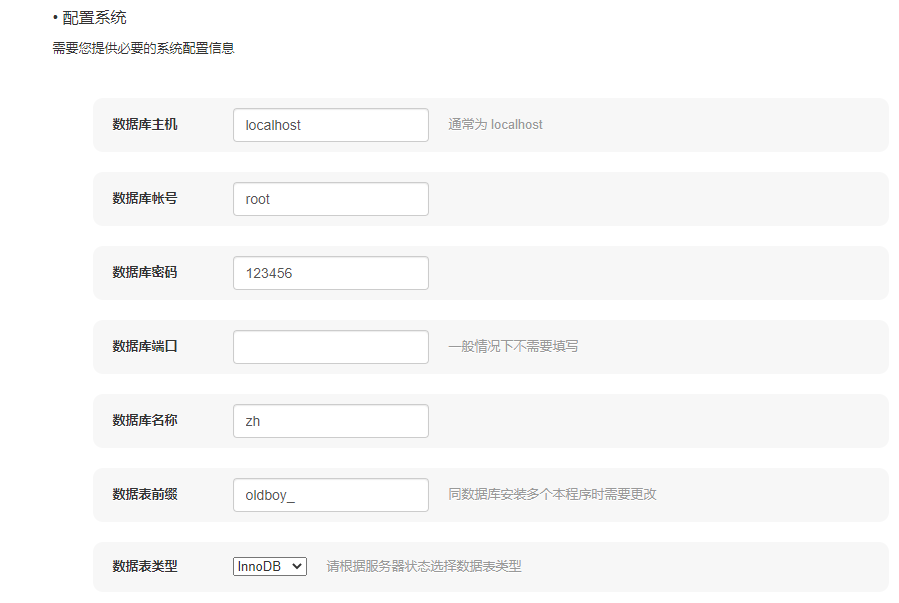 • 配置系统
需要您提供必要的系统配置信息
数据库主机 localhost 通常为 localhost
数据库帐号 root
数据库密码 123456
数据库端口 一般情况下不需要填写
数据库名称 zh
数据表前缀 oldboy_ 同数据库安装多个本程序时需要更改
数据表类型 InnoDB 请根据服务器状态选择数据表类型